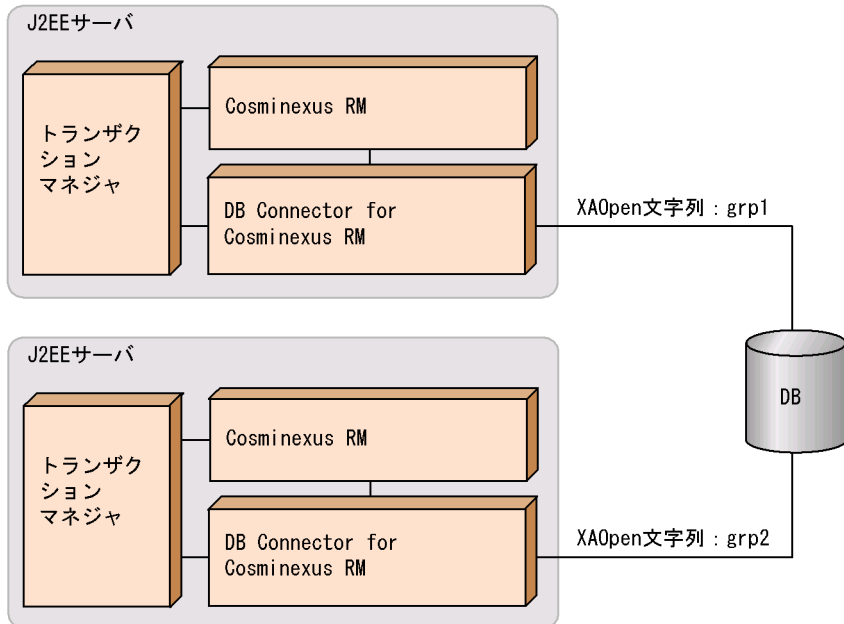 J2EEサーバ
トランザク
ション
マネジャ
Cosminexus RM
DB Connector for
Cosminexus RM
XAOpen文字列：grp1
J2EEサーバ
トランザク
ション
マネジャ
Cosminexus RM
DB Connector for
Cosminexus RM
XAOpen文字列：grp2
DB